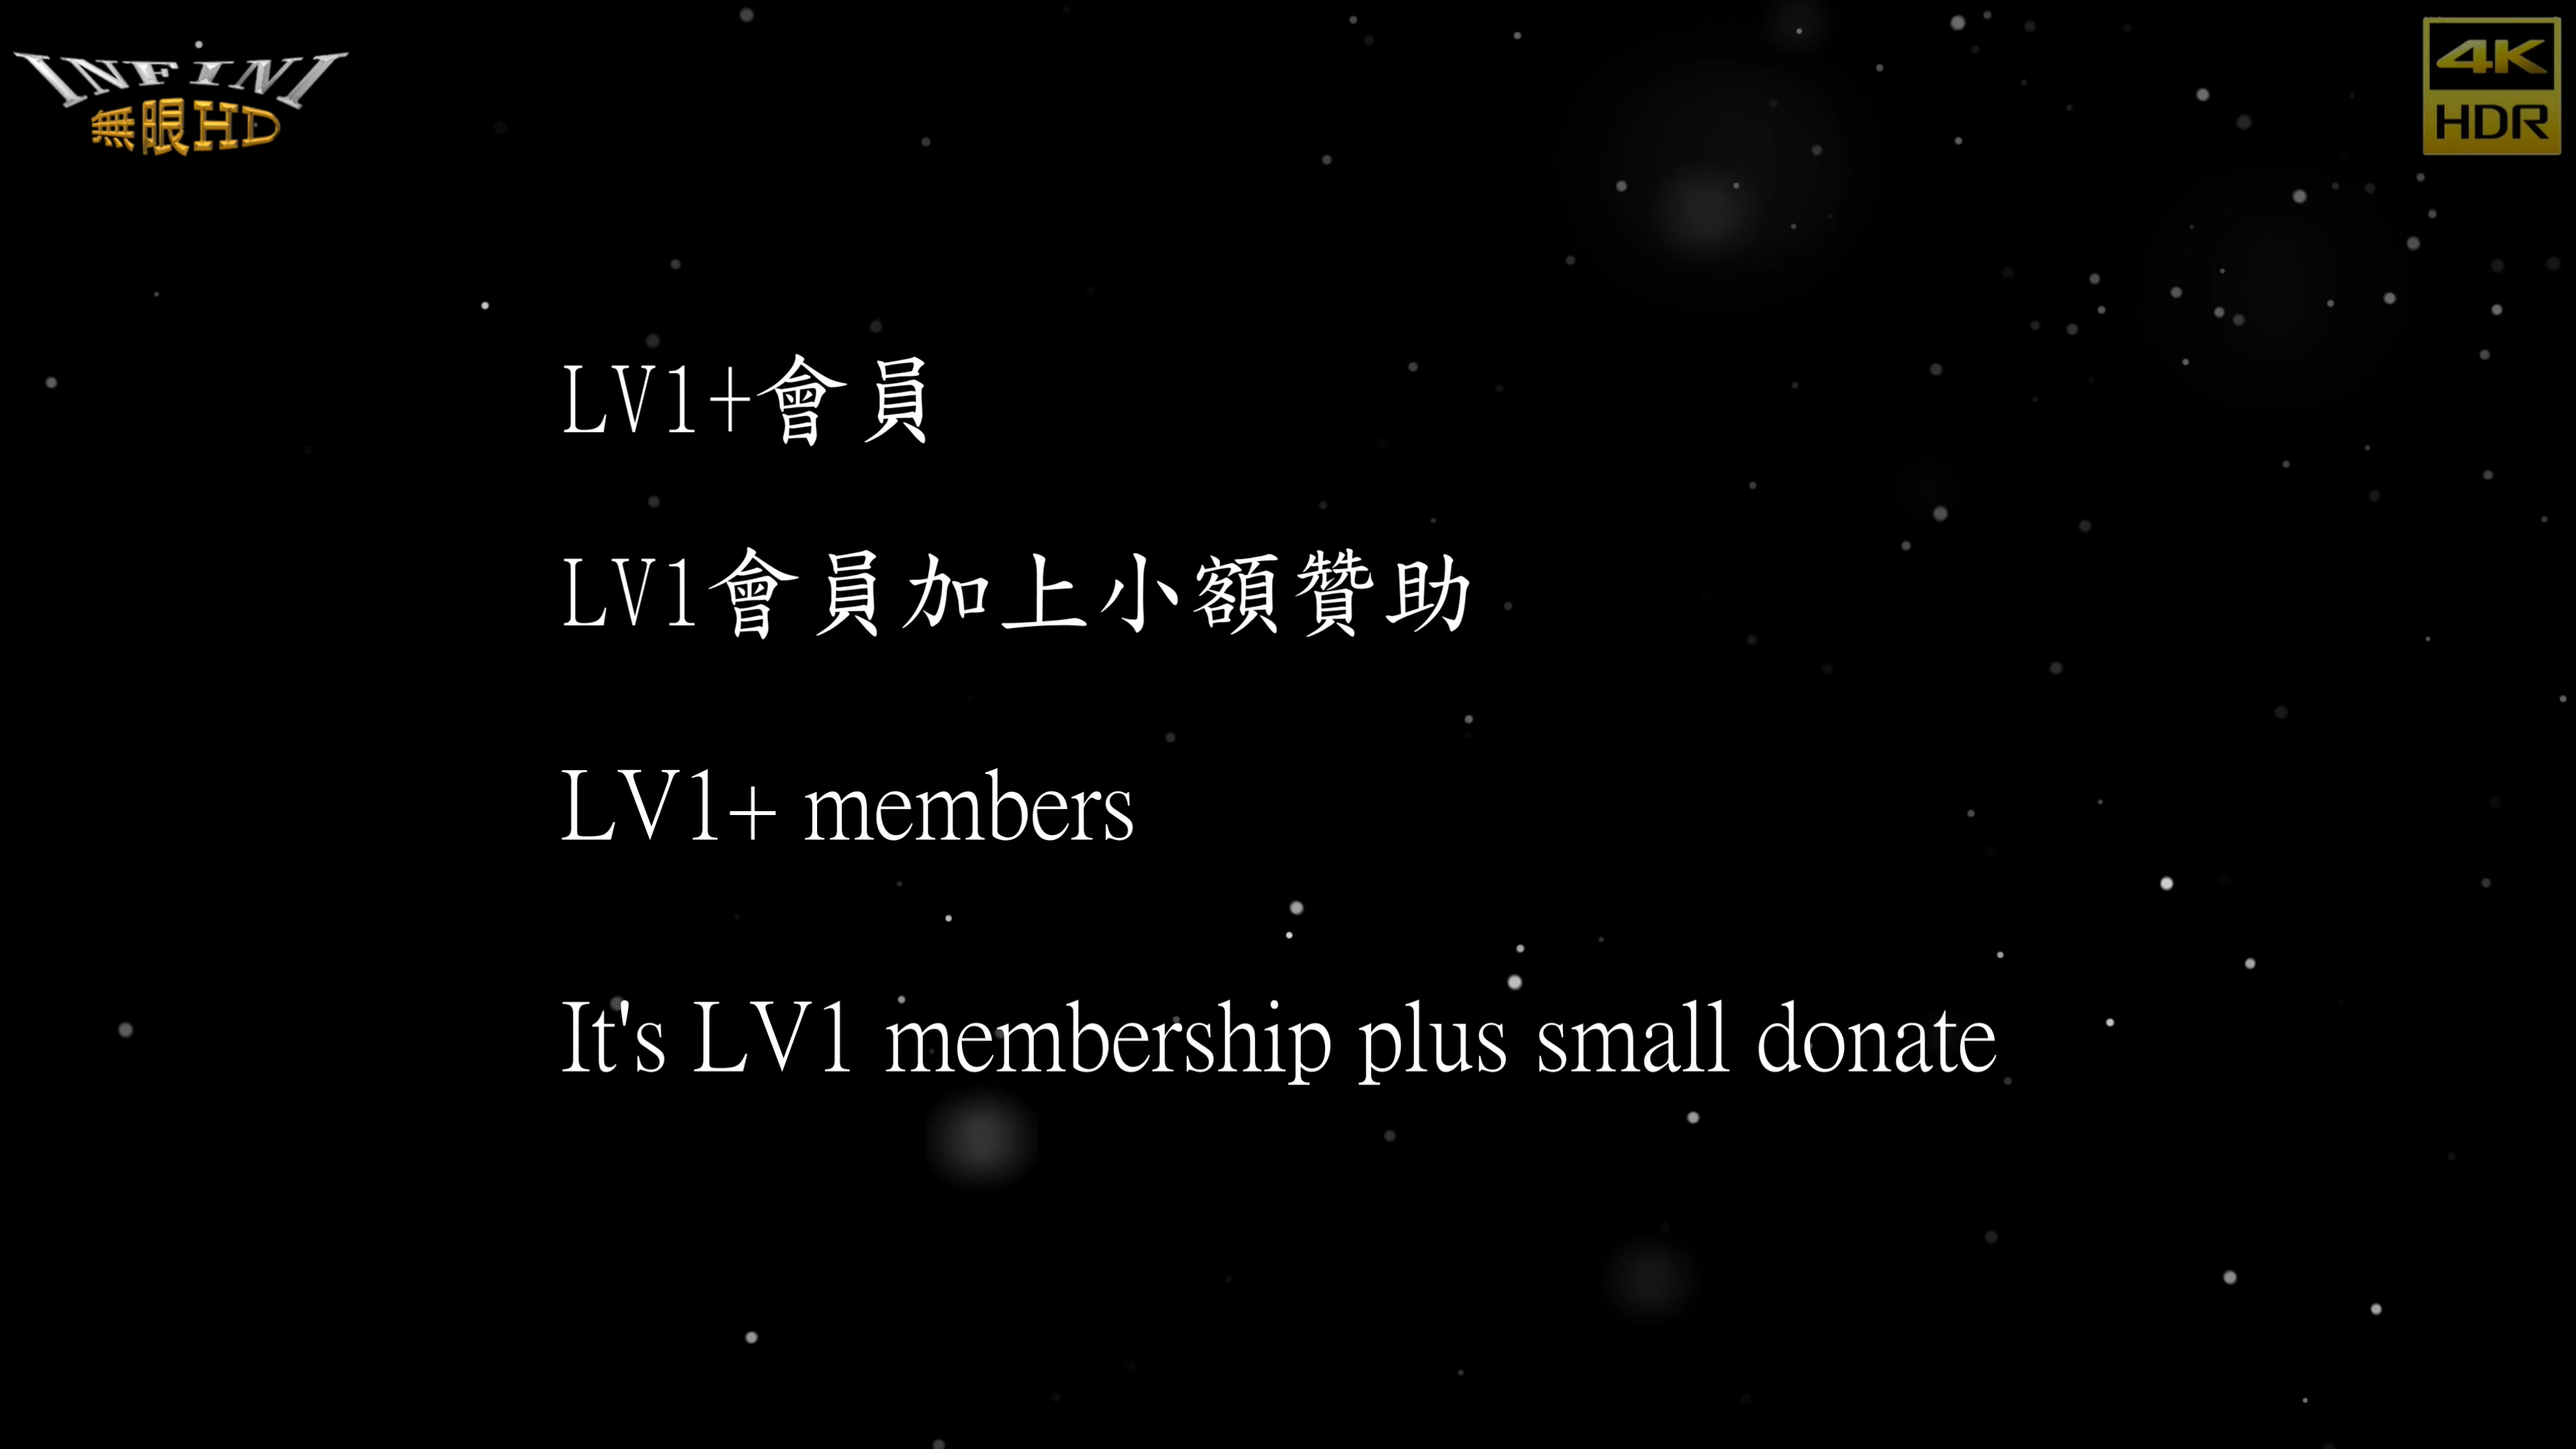 INFINI
無限HD
4K
HDR
LV1+會員
LV1會員加上小額贊助
LV1+ members
It's LV1 membership plus small donate